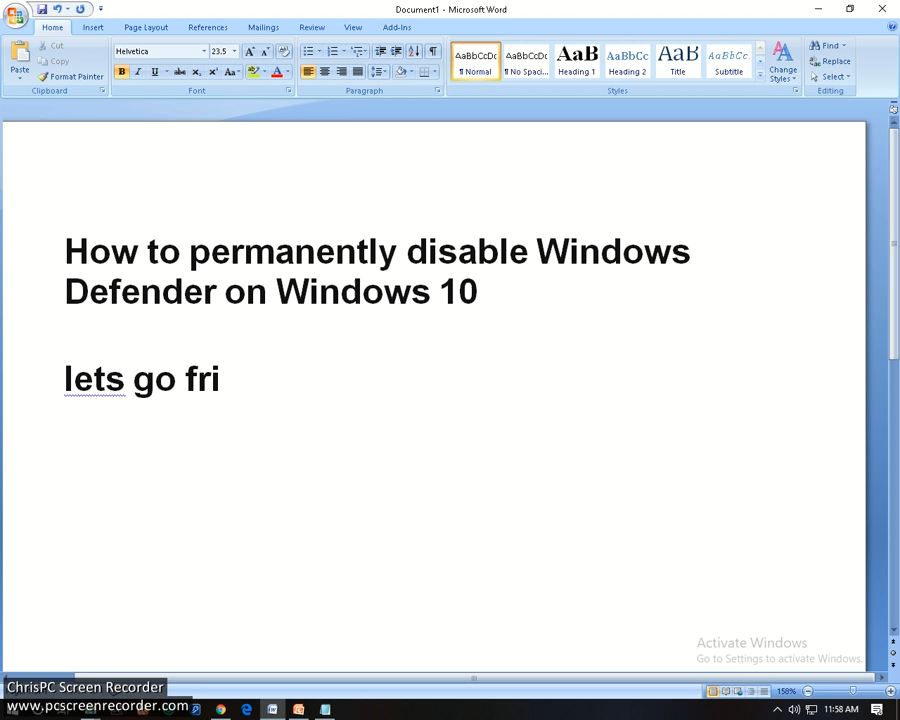 Document1 - Microsoft Word
Home Insert Page Layout References Mailings Review View Add-Ins
Paste
Cut
Copy
Format Painter
Clipboard
Helvetica 23.5
Font
Paragraph
AaBbCcDc AaBbCcDc AaB AaBbCc AaB AaBbCc.
¶ Normal ¶ No Spaci... Heading 1 Heading 2 Title Subtitle
Change Styles
Styles
Find
Replace
Select
Editing
How to permanently disable Windows
Defender on Windows 10
lets go fri
Activate Windows
Go to Settings to activate Windows.
158%
ChrisPC Screen Recorder
www.pcscreenrecorder.com
11:58 AM